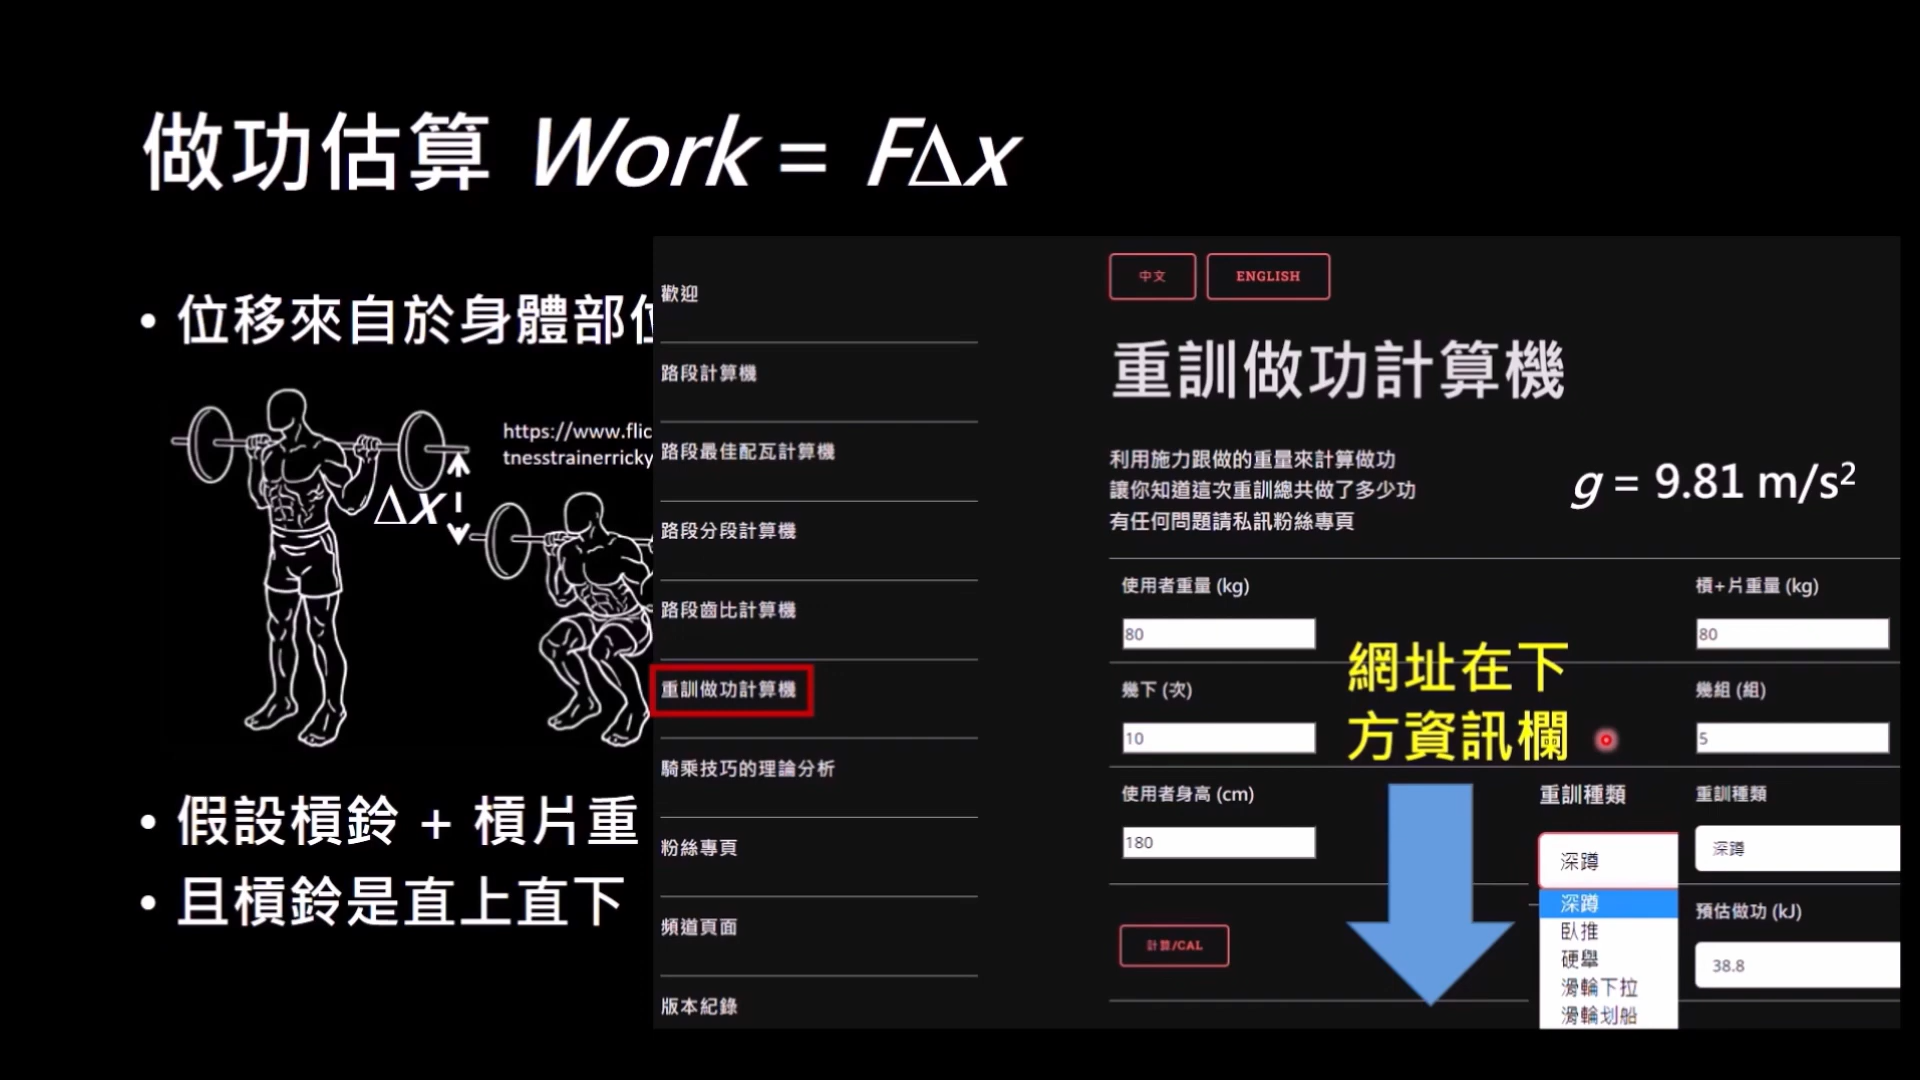 做功估算 Work = FΔx
• 位移來自於身體部位
https://www.flic
tnesstrainerricky
Δx
• 假設槓鈴 + 槓片重
• 且槓鈴是直上直下
歡迎
路段計算機
路段最佳配瓦計算機
路段分段計算機
路段齒比計算機
重訓做功計算機
騎乘技巧的理論分析
粉絲專頁
頻道頁面
版本紀錄
中文
ENGLISH
重訓做功計算機
利用施力跟做的重量來計算做功
讓你知道這次重訓總共做了多少功
有任何問題請私訊粉絲專頁
g = 9.81 m/s²
使用者重量 (kg)
80
槓+片重量 (kg)
80
幾下 (次)
10
幾組 (組)
5
網址在下
方資訊欄
使用者身高 (cm)
180
重訓種類
深蹲
深蹲
臥推
硬舉
滑輪下拉
滑輪划船
重訓種類
深蹲
預估做功 (kJ)
38.8
計算/CAL